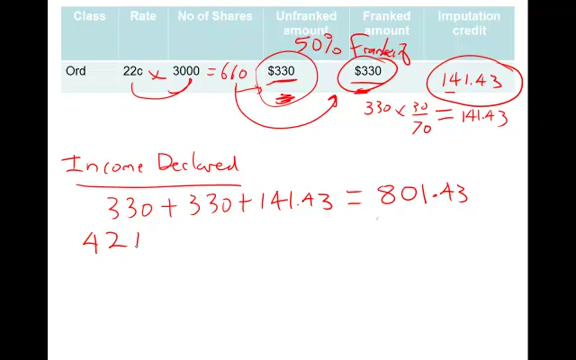 Class Rate No of Shares Unfranked amount Franked amount Imputation credit
50% Franked
Ord 22c × 3000 = 660 $330 $330 141.43
330 × 30/70 = 141.43
Income Declared
330 + 330 + 141.43 = 801.43
421